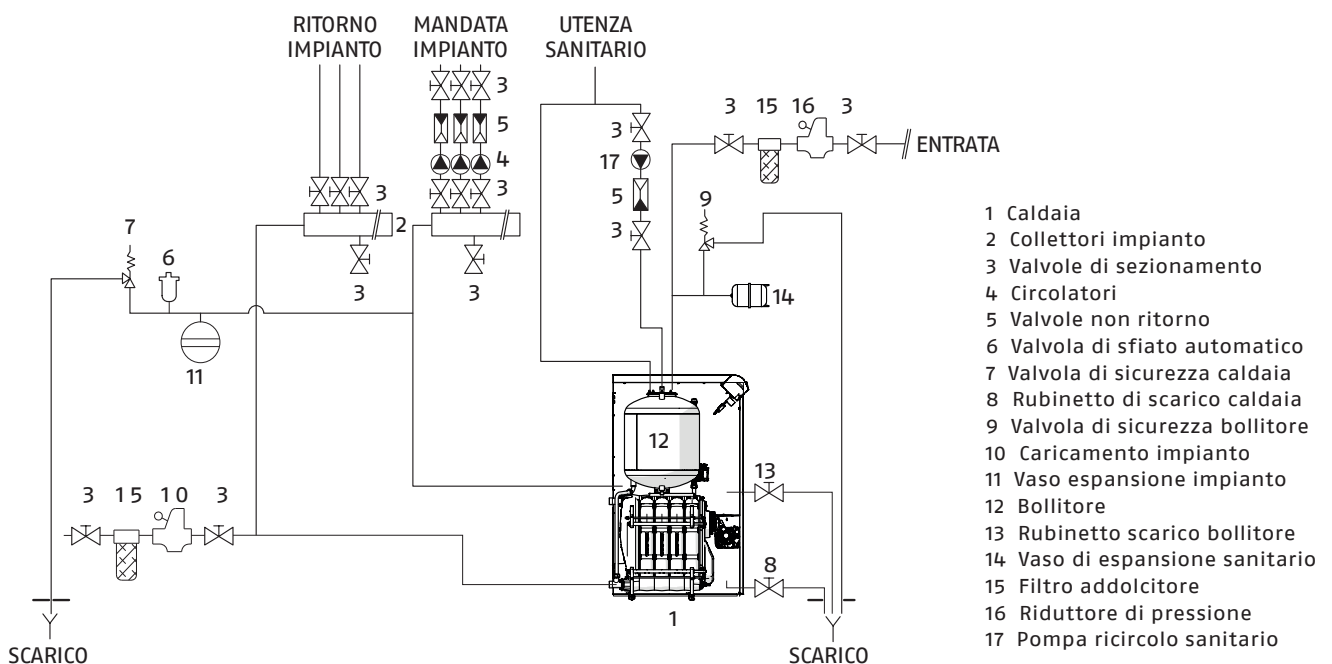 RITORNO
IMPIANTO
MANDATA
IMPIANTO
UTENZA
SANITARIO
3
5
4
3
3
2
3
3
3
17
5
3
3
15
16
3
ENTRATA
9
14
7
6
11
12
13
8
1
3
15
10
3
SCARICO
SCARICO
1 Caldaia
2 Collettori impianto
3 Valvole di sezionamento
4 Circolatori
5 Valvole non ritorno
6 Valvola di sfiato automatico
7 Valvola di sicurezza caldaia
8 Rubinetto di scarico caldaia
9 Valvola di sicurezza bollitore
10 Caricamento impianto
11 Vaso espansione impianto
12 Bollitore
13 Rubinetto scarico bollitore
14 Vaso di espansione sanitario
15 Filtro addolcitore
16 Riduttore di pressione
17 Pompa ricircolo sanitario